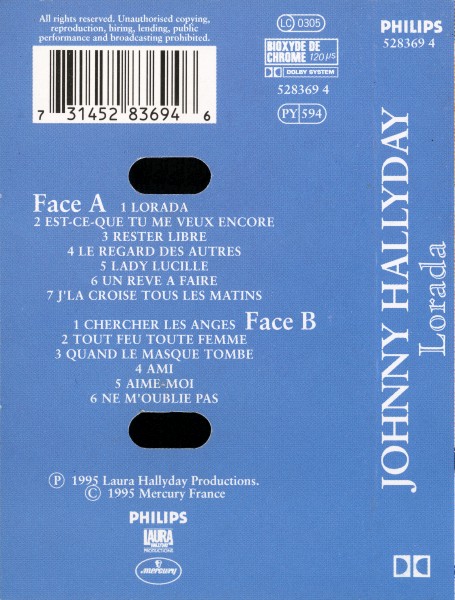 All rights reserved. Unauthorised copying,
reproduction, hiring, lending, public
performance and broadcasting prohibited.
7 31452 83694 6
LC 0305
BIOXYDE DE
CHROME 120 µs
DOLBY SYSTEM
528369 4
PY 594
PHILIPS
528369 4
JOHNNY HALLYDAY
Lorada
Face A 1 LORADA
2 EST-CE-QUE TU ME VEUX ENCORE
3 RESTER LIBRE
4 LE REGARD DES AUTRES
5 LADY LUCILLE
6 UN REVE A FAIRE
7 J'LA CROISE TOUS LES MATINS
1 CHERCHER LES ANGES Face B
2 TOUT FEU TOUTE FEMME
3 QUAND LE MASQUE TOMBE
4 AMI
5 AIME-MOI
6 NE M'OUBLIE PAS
Ⓟ 1995 Laura Hallyday Productions.
© 1995 Mercury France
PHILIPS
LAURA
HALLYDAY
PRODUCTIONS
mercury